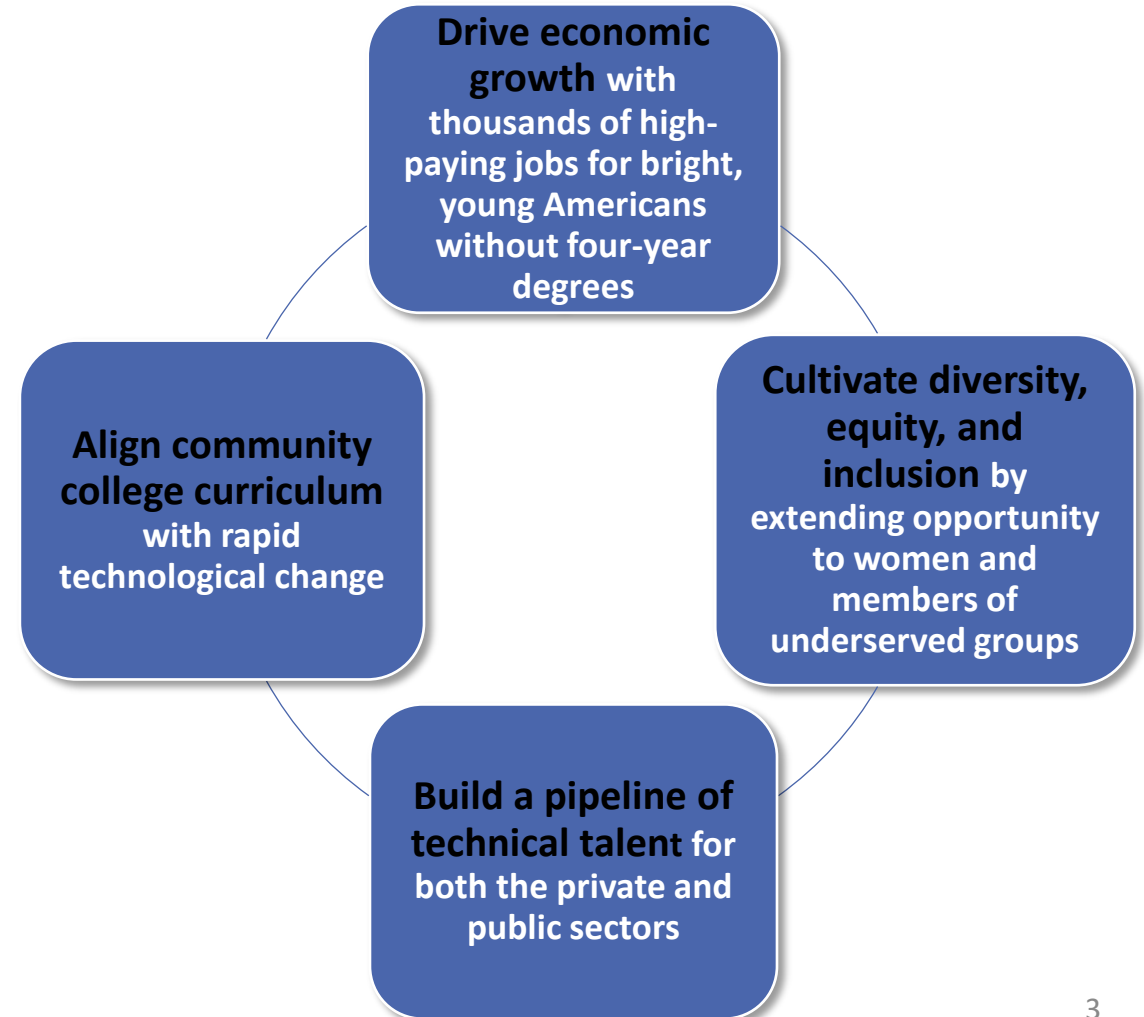 Drive economic
growth with
thousands of high-
paying jobs for bright,
young Americans
without four-year
degrees
Cultivate diversity,
equity, and
inclusion by
extending opportunity
to women and
members of
underserved groups
Build a pipeline of
technical talent for
both the private and
public sectors
Align community
college curriculum
with rapid
technological change
3